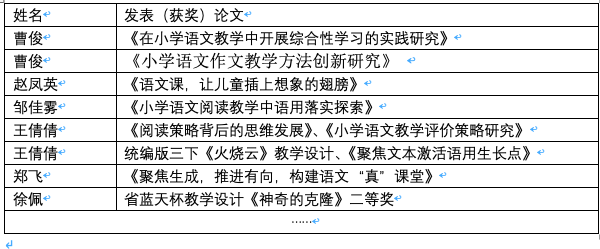 姓名 发表（获奖）论文
曹俊 《在小学语文教学中开展综合性学习的实践研究》
曹俊 《小学语文作文教学方法创新研究》
赵凤英 《语文课，让儿童插上想象的翅膀》
邹佳雾 《小学语文阅读教学中语用落实探索》
王倩倩 《阅读策略背后的思维发展》、《小学语文教学评价策略研究》
王倩倩 统编版三下《火烧云》教学设计、《聚焦文本激活语用生长点》
郑飞 《聚焦生成，推进有向，构建语文“真”课堂》
徐佩 省蓝天杯教学设计《神奇的克隆》二等奖
……